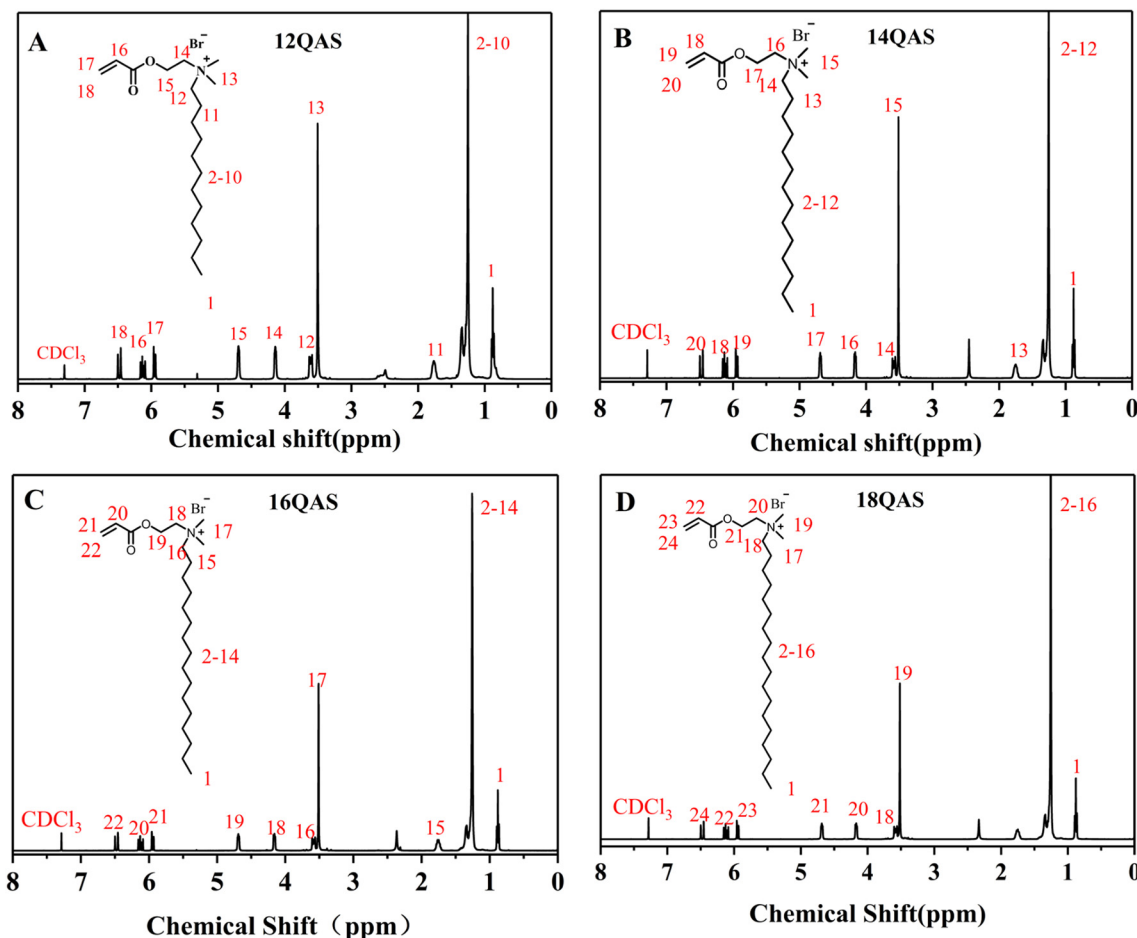 A
12QAS
Br−
16
17
18
O
O
14
15
N
+
13
12
11
2-10
1
2-10
13
1
CDCl3
18
16
17
15
14
12
11
8 7 6 5 4 3 2 1 0
Chemical shift(ppm)
B
14QAS
Br−
18
19
20
O
O
16
17
N
+
15
14
13
2-12
1
2-12
15
1
CDCl3
20
18
19
17
16
14
13
8 7 6 5 4 3 2 1 0
Chemical shift(ppm)
C
16QAS
Br−
20
21
22
O
O
18
19
N
+
17
16
15
2-14
1
2-14
17
1
CDCl3
22
20
21
19
18
16
15
8 7 6 5 4 3 2 1 0
Chemical Shift（ppm）
D
18QAS
Br−
22
23
24
O
O
20
21
N
+
19
18
17
2-16
1
2-16
19
1
CDCl3
24
22
23
21
20
18
8 7 6 5 4 3 2 1 0
Chemical Shift(ppm)